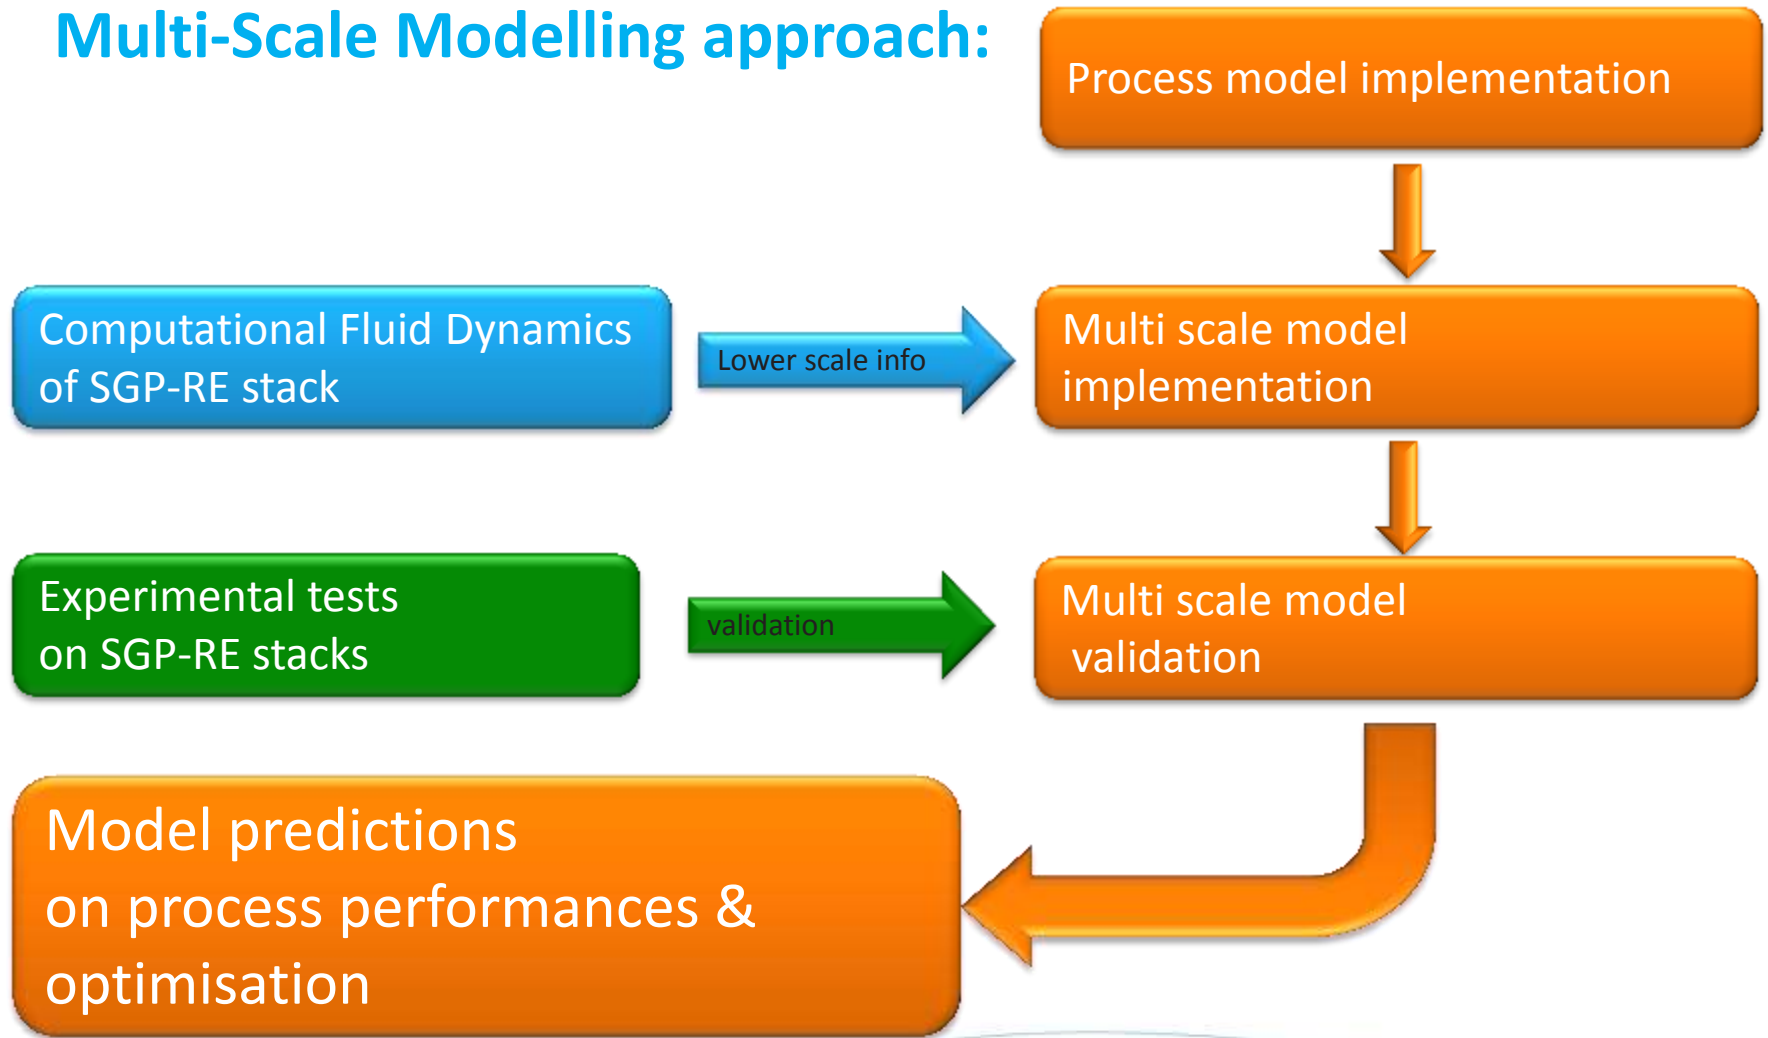 Multi-Scale Modelling approach:
Process model implementation
Computational Fluid Dynamics
of SGP-RE stack
Lower scale info
Multi scale model
implementation
Experimental tests
on SGP-RE stacks
validation
Multi scale model
validation
Model predictions
on process performances &
optimisation